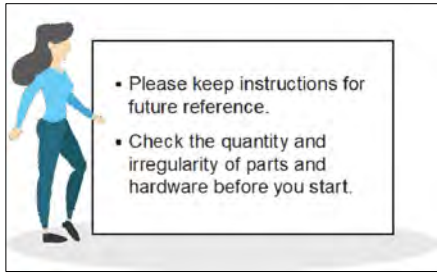 ▪ Please keep instructions for
future reference.
▪ Check the quantity and
irregularity of parts and
hardware before you start.